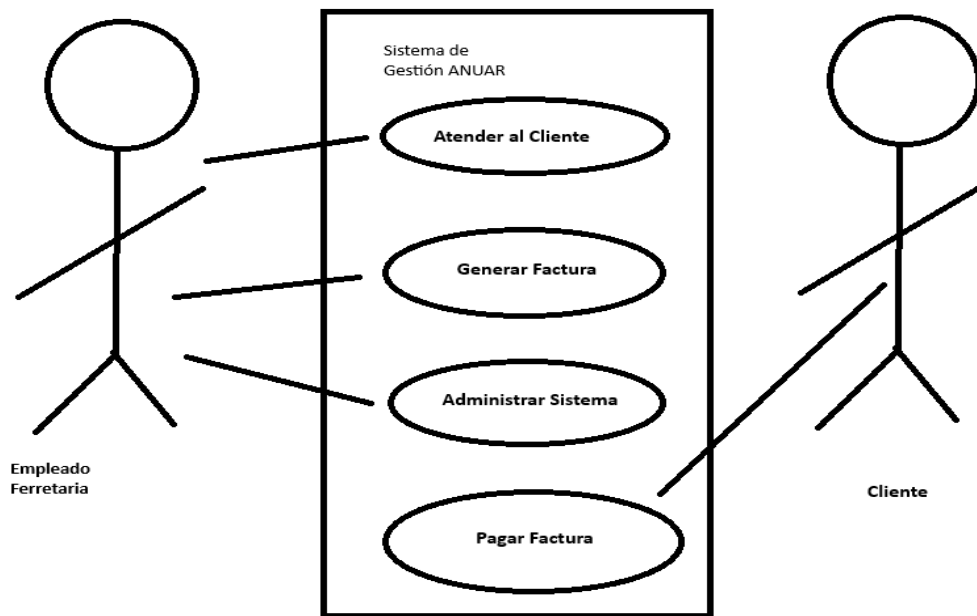 Sistema de
Gestión ANUAR
Atender al Cliente
Generar Factura
Administrar Sistema
Pagar Factura
Empleado
Ferretaria
Cliente